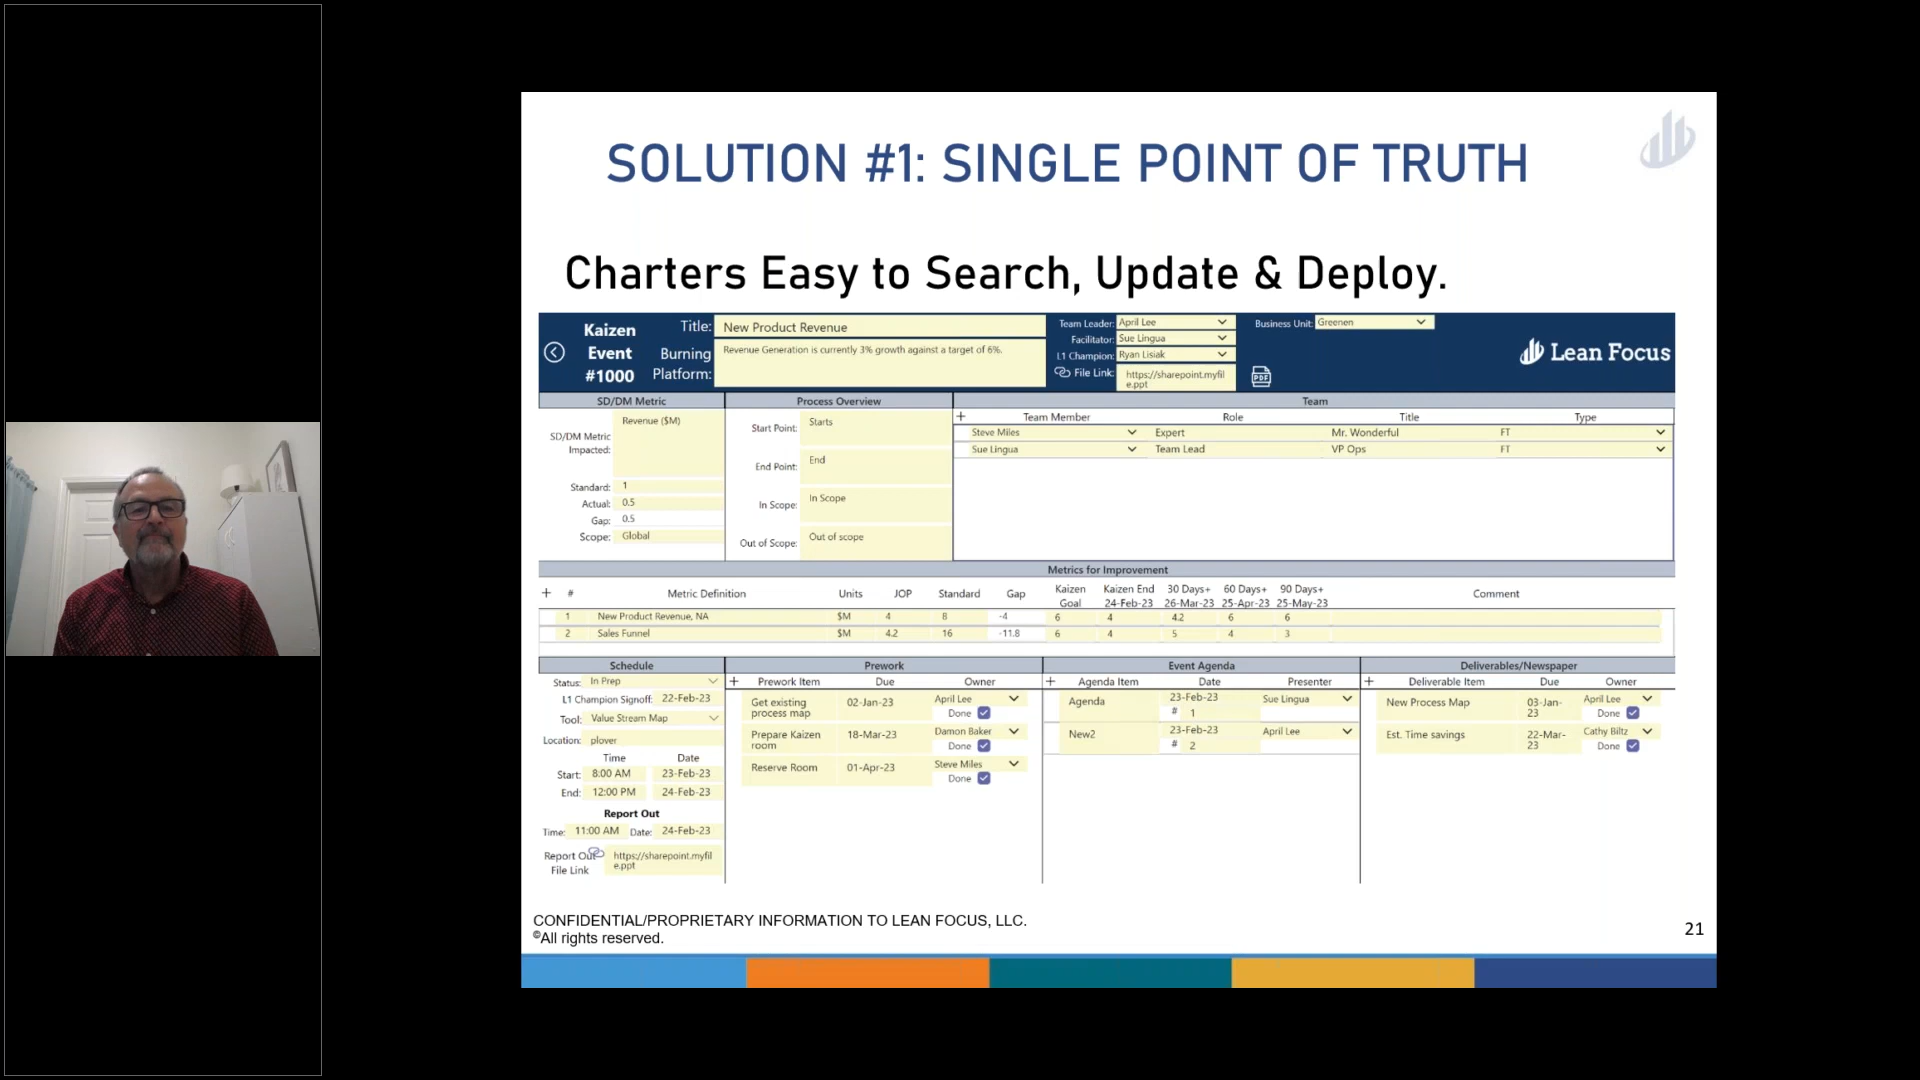 SOLUTION #1: SINGLE POINT OF TRUTH
Charters Easy to Search, Update & Deploy.
Kaizen
Event
#1000
Title:
New Product Revenue
Burning
Platform:
Revenue Generation is currently 3% growth against a target of 6%.
Team Leader: April Lee
Facilitator: Sue Lingua
L1 Champion: Ryan Lisiak
File Link: https://sharepoint.myfil
e.ppt
PDF
Business Unit: Greenen
Lean Focus
SD/DM Metric
SD/DM Metric
Impacted:
Revenue ($M)
Standard: 1
Actual: 0.5
Gap: 0.5
Scope: Global
Process Overview
Start Point: Starts
End Point: End
In Scope: In Scope
Out of Scope: Out of scope
Team
+ Team Member Role Title Type
Steve Miles Expert Mr. Wonderful FT
Sue Lingua Team Lead VP Ops FT
Metrics for Improvement
+ # Metric Definition Units JOP Standard Gap Kaizen Goal Kaizen End 24-Feb-23 30 Days+ 26-Mar-23 60 Days+ 25-Apr-23 90 Days+ 25-May-23 Comment
1 New Product Revenue, NA $M 4 8 -4 6 4 4.2 6 6
2 Sales Funnel $M 4.2 16 -11.8 6 4 5 4 3
Schedule
Status: In Prep
L1 Champion Signoff: 22-Feb-23
Tool: Value Stream Map
Location: plover
Time Date
Start: 8:00 AM 23-Feb-23
End: 12:00 PM 24-Feb-23
Report Out
Time: 11:00 AM Date: 24-Feb-23
Report Out
File Link
https://sharepoint.myfil
e.ppt
Prework
+ Prework Item Due Owner
Get existing
process map
02-Jan-23
April Lee
Done
Prepare Kaizen
room
18-Mar-23
Damon Baker
Done
Reserve Room
01-Apr-23
Steve Miles
Done
Event Agenda
+ Agenda Item Date Presenter
Agenda
23-Feb-23
# 1
Sue Lingua
New2
23-Feb-23
# 2
April Lee
Deliverables/Newspaper
+ Deliverable Item Due Owner
New Process Map
03-Jan-
23
April Lee
Done
Est. Time savings
22-Mar-
23
Cathy Biltz
Done
CONFIDENTIAL/PROPRIETARY INFORMATION TO LEAN FOCUS, LLC.
©All rights reserved.
21